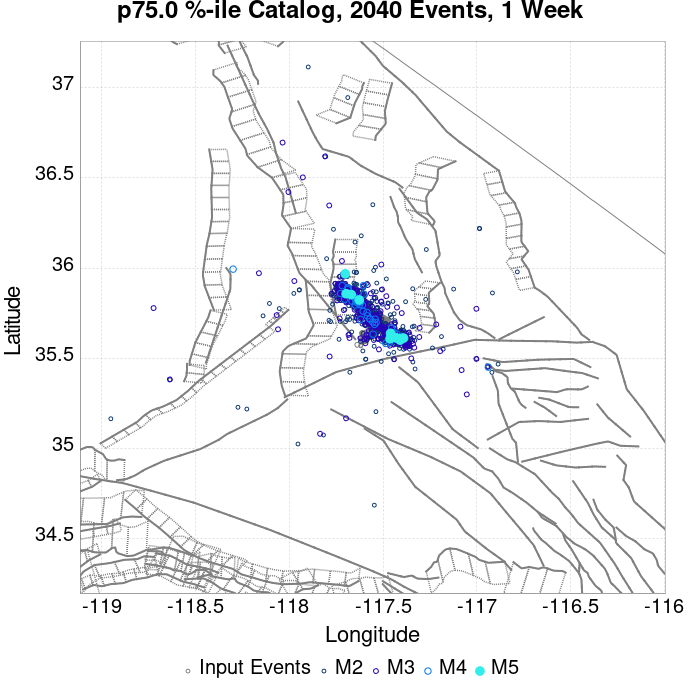 p75.0 %-ile Catalog, 2040 Events, 1 Week
37
36.5
36
35.5
35
34.5
Latitude
-119 -118.5 -118 -117.5 -117 -116.5 -116
Longitude
Input Events M2 M3 M4 M5